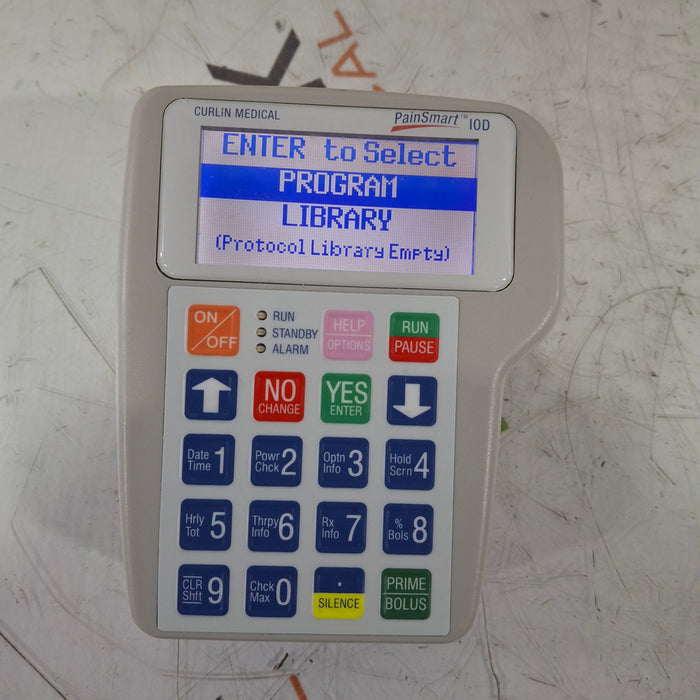 CURLIN MEDICAL
PainSmart™ IOD
ENTER to Select
PROGRAM
LIBRARY
(Protocol Library Empty)
ON/OFF
RUN
STANDBY
ALARM
HELP
OPTIONS
RUN
PAUSE
NO
CHANGE
YES
ENTER
Date
Time 1
Powr
Chck 2
Optn
Info 3
Hold
Scrn 4
Hrly
Tot 5
Thrpy
Info 6
Rx
Info 7
%
Bols 8
CLR
Shft 9
Chck
Max 0
.
SILENCE
PRIME
BOLUS